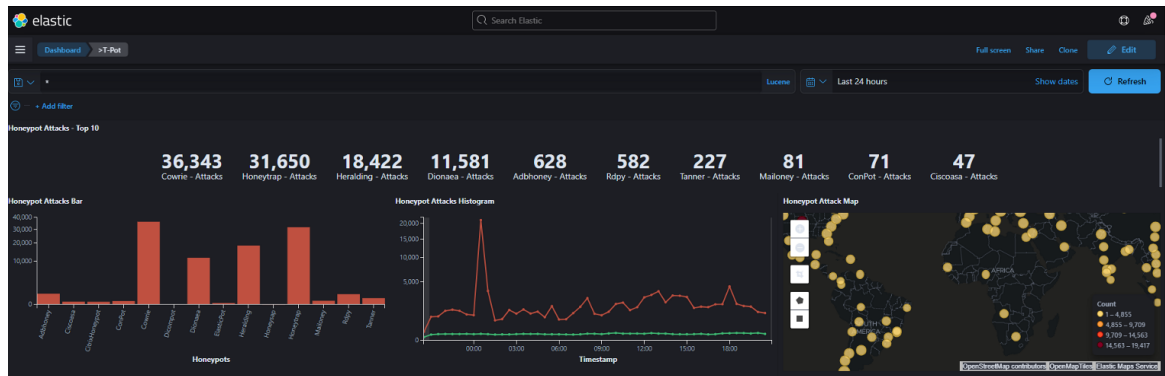 elastic
Search Elastic
Dashboard
>T-Pot
Full screen Share Clone Edit
*
Lucene
Last 24 hours
Show dates
Refresh
+ Add filter
Honeypot Attacks - Top 10
36,343 31,650 18,422 11,581 628 582 227 81 71 47
Cowrie - Attacks Honeytrap - Attacks Heralding - Attacks Dionaea - Attacks Adbhoney - Attacks Rdpy - Attacks Tanner - Attacks Mailoney - Attacks ConPot - Attacks Ciscoasa - Attacks
Honeypot Attacks Bar
40,000
30,000
20,000
10,000
0
Adbhoney Ciscoasa CitrixHoneypot ConPot Cowrie Dicompot Dionaea ElasticPot Heralding Honeysap Honeytrap Mailoney Rdpy Tanner
Honeypots
Honeypot Attacks Histogram
20,000
15,000
10,000
5,000
0
00:00 03:00 06:00 09:00 12:00 15:00 18:00
Timestamp
Honeypot Attack Map
AFRICA
SOUTH
AMERICA
Count
1 – 4,855
4,855 – 9,709
9,709 – 14,563
14,563 – 19,417
OpenStreetMap contributors OpenMapTiles Elastic Maps Service